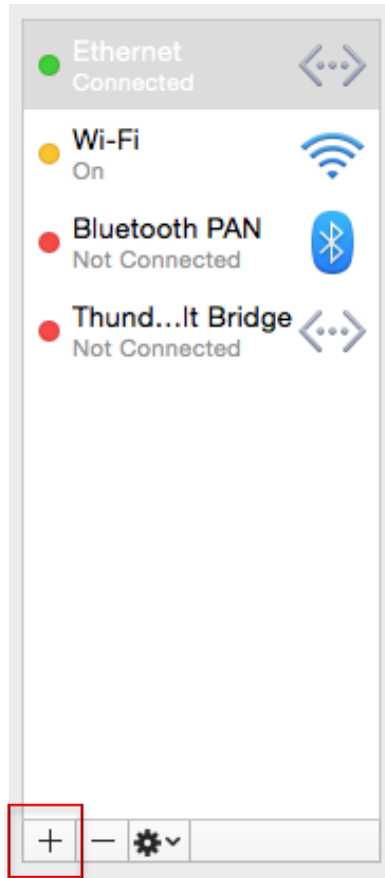 Ethernet
Connected
Wi-Fi
On
Bluetooth PAN
Not Connected
Thund...lt Bridge
Not Connected